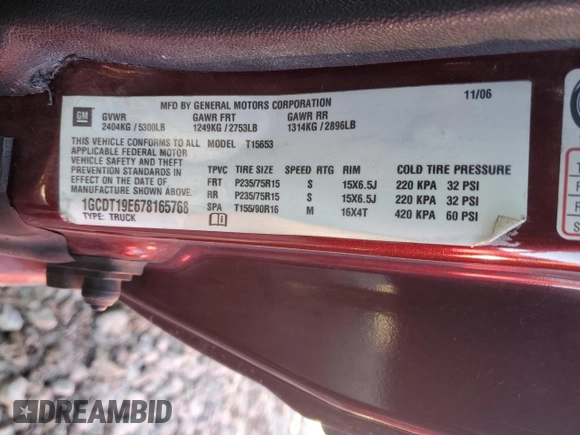 MFD BY GENERAL MOTORS CORPORATION 11/06
GM GVWR GAWR FRT GAWR RR
2404KG / 5300LB 1249KG / 2753LB 1314KG / 2896LB
THIS VEHICLE CONFORMS TO ALL MODEL T15653
APPLICABLE FEDERAL MOTOR
VEHICLE SAFETY AND THEFT
PREVENTION STANDARDS IN
EFFECT ON THE DATE OF
MANUFACTURE SHOWN ABOVE.
1GCDT19E678165768
TYPE: TRUCK
TPVC TIRE SIZE SPEED RTG RIM COLD TIRE PRESSURE
FRT P235/75R15 S 15X6.5J 220 KPA 32 PSI
RR P235/75R15 S 15X6.5J 220 KPA 32 PSI
SPA T155/90R16 M 16X4T 420 KPA 60 PSI
DREAMBID